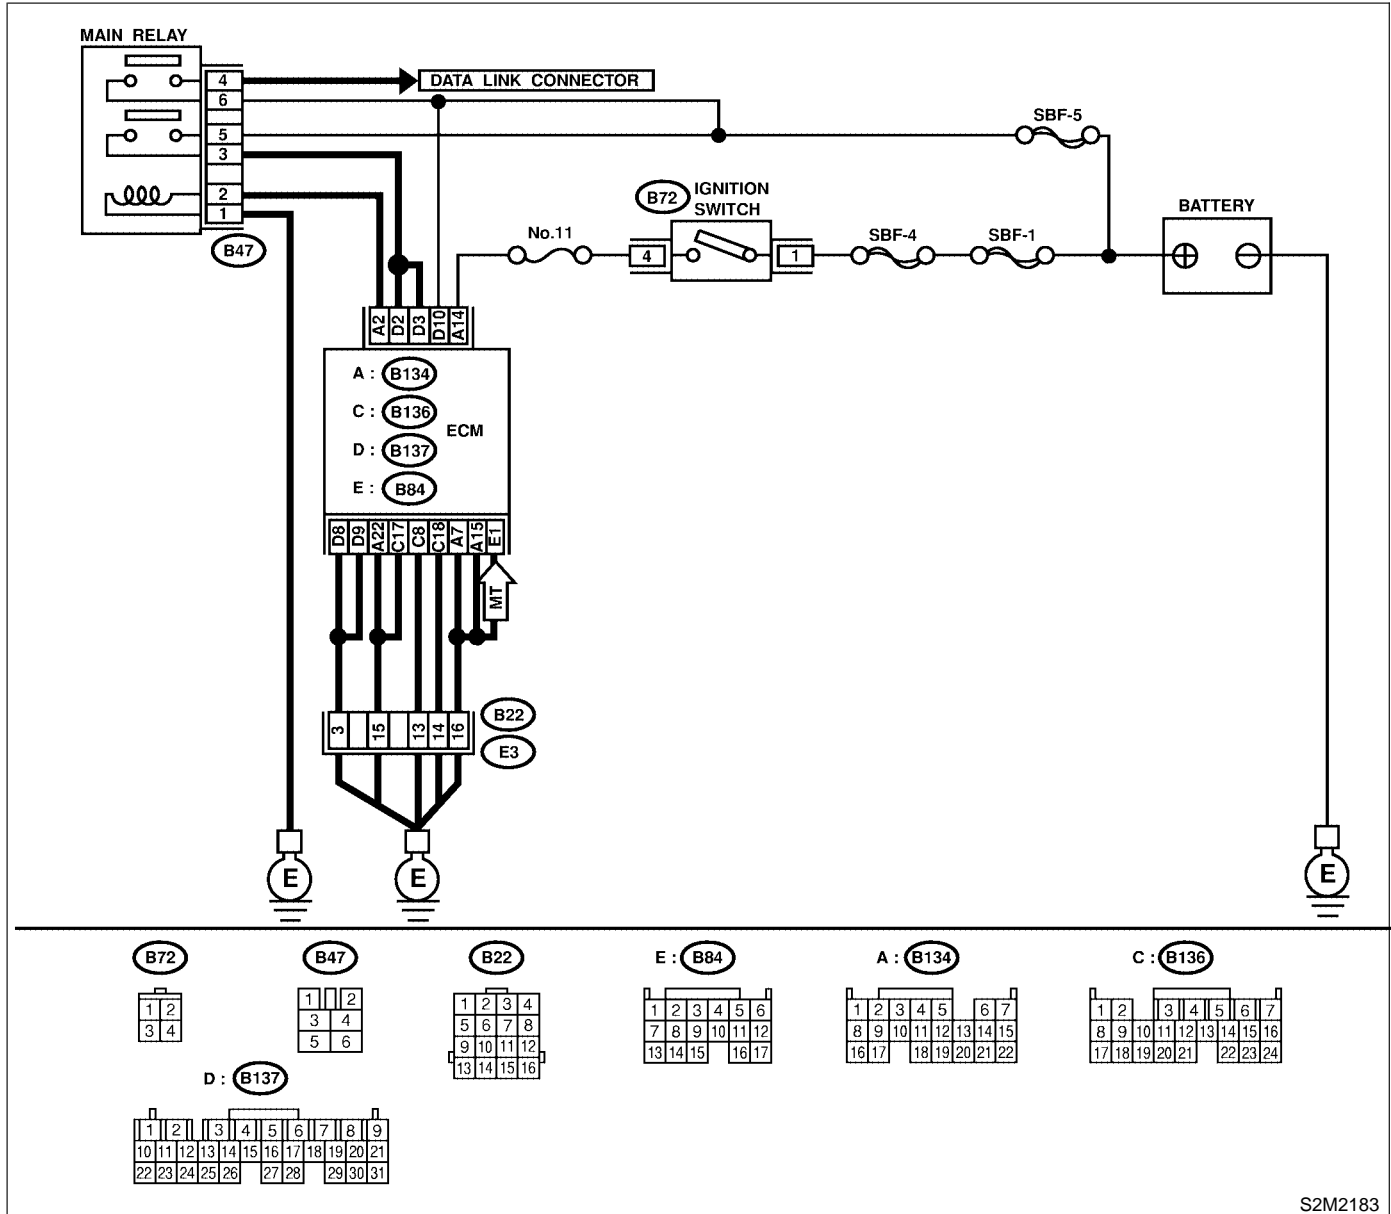 MAIN RELAY
4
6
5
3
2
1
B47
DATA LINK CONNECTOR
SBF-5
B72
IGNITION
SWITCH
No.11
4
1
SBF-4
SBF-1
BATTERY
A2 D2 D3 D10 A14
A : B134
C : B136
D : B137
E : B84
ECM
D8 D9 A22 C17 C8 C18 A7 A15 E1
MT
3 15 13 14 16
B22
E3
E
E
E
B72
1 2
3 4
B47
1 2
3 4
5 6
B22
1 2 3 4
5 6 7 8
9 10 11 12
13 14 15 16
E : B84
1 2 3 4 5 6
7 8 9 10 11 12
13 14 15 16 17
A : B134
1 2 3 4 5 6 7
8 9 10 11 12 13 14 15
16 17 18 19 20 21 22
C : B136
1 2 3 4 5 6 7
8 9 10 11 12 13 14 15 16
17 18 19 20 21 22 23 24
D : B137
1 2 3 4 5 6 7 8 9
10 11 12 13 14 15 16 17 18 19 20 21
22 23 24 25 26 27 28 29 30 31
S2M2183